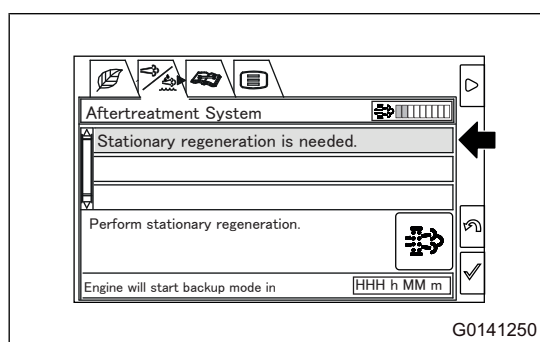 Aftertreatment System
Stationary regeneration is needed.
Perform stationary regeneration.
Engine will start backup mode in HHH h MM m
G0141250